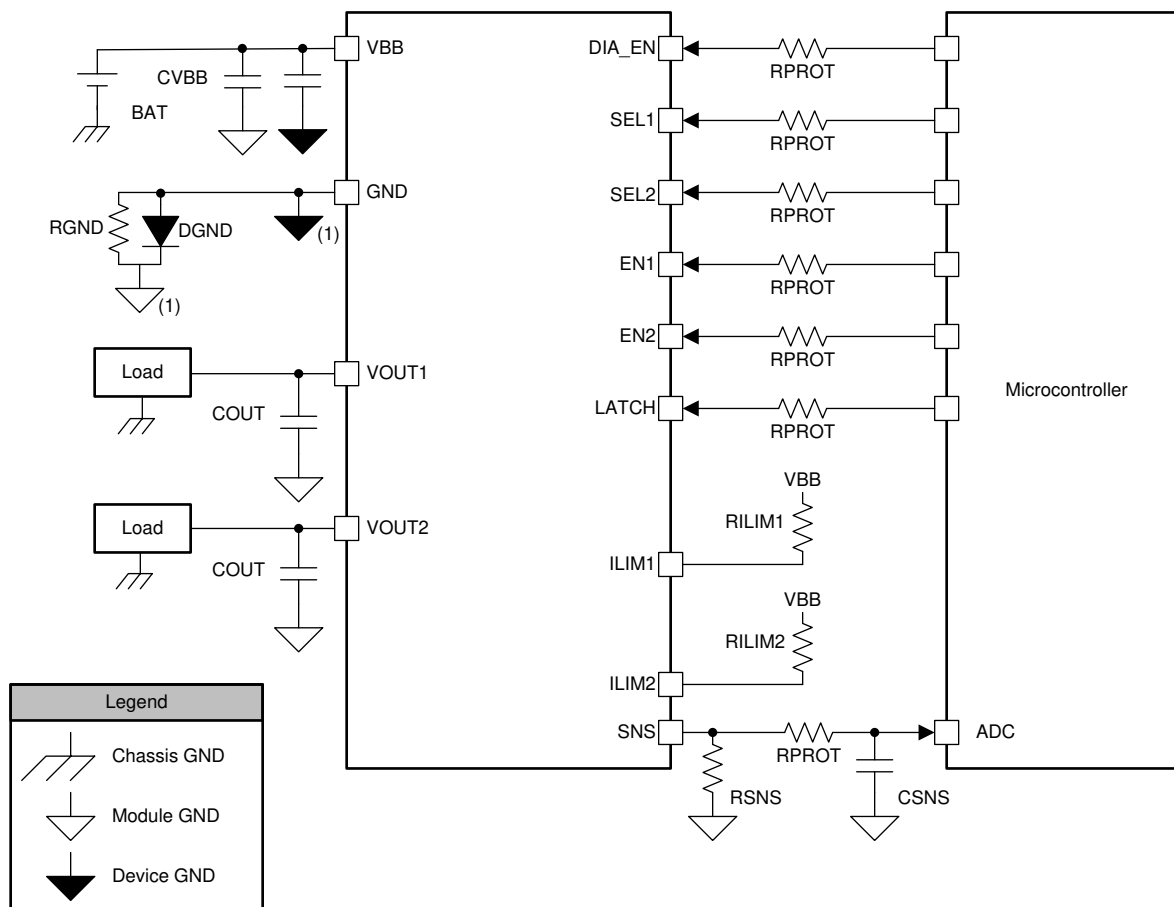 VBB
CVBB
BAT
GND
RGND
DGND
(1)
(1)
Load
VOUT1
COUT
Load
VOUT2
COUT
DIA_EN
RPROT
SEL1
RPROT
SEL2
RPROT
EN1
RPROT
EN2
RPROT
LATCH
RPROT
Microcontroller
VBB
RILIM1
ILIM1
VBB
RILIM2
ILIM2
SNS
RPROT
ADC
RSNS
CSNS
Legend
Chassis GND
Module GND
Device GND